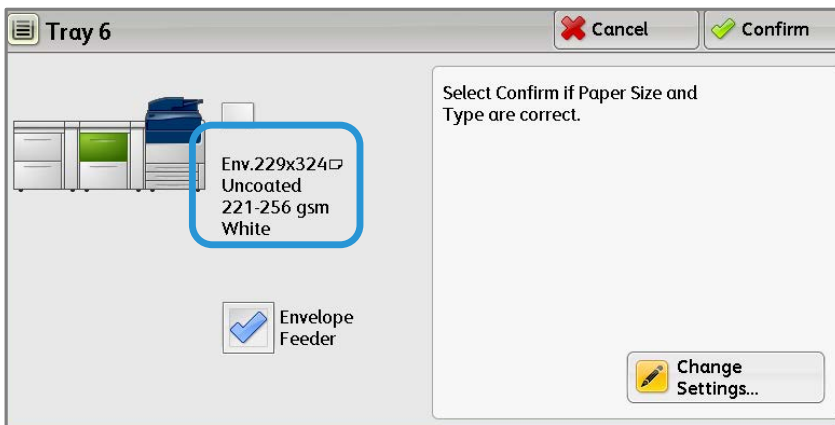 Tray 6
Cancel
Confirm
Select Confirm if Paper Size and
Type are correct.
Env.229x324
Uncoated
221-256 gsm
White
Envelope
Feeder
Change
Settings...